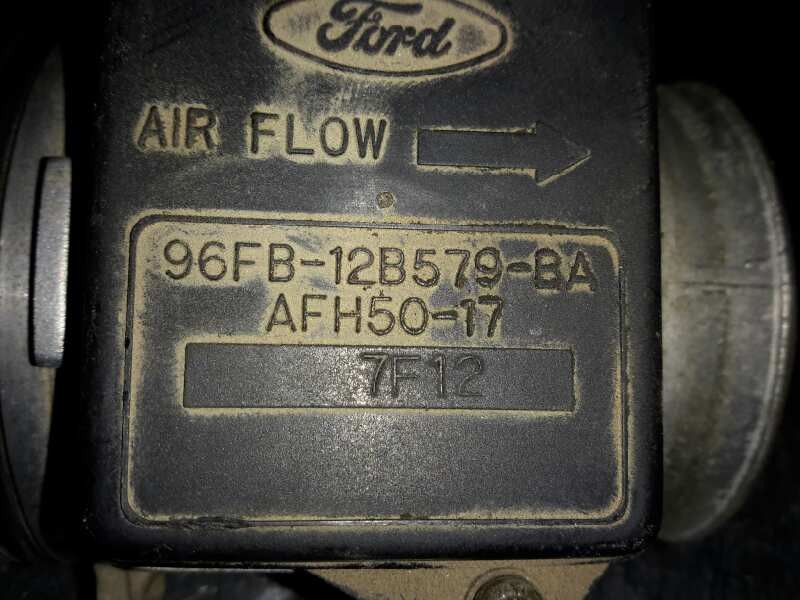 Ford
AIR FLOW
96FB-12B579-BA
AFH50-17
7F12